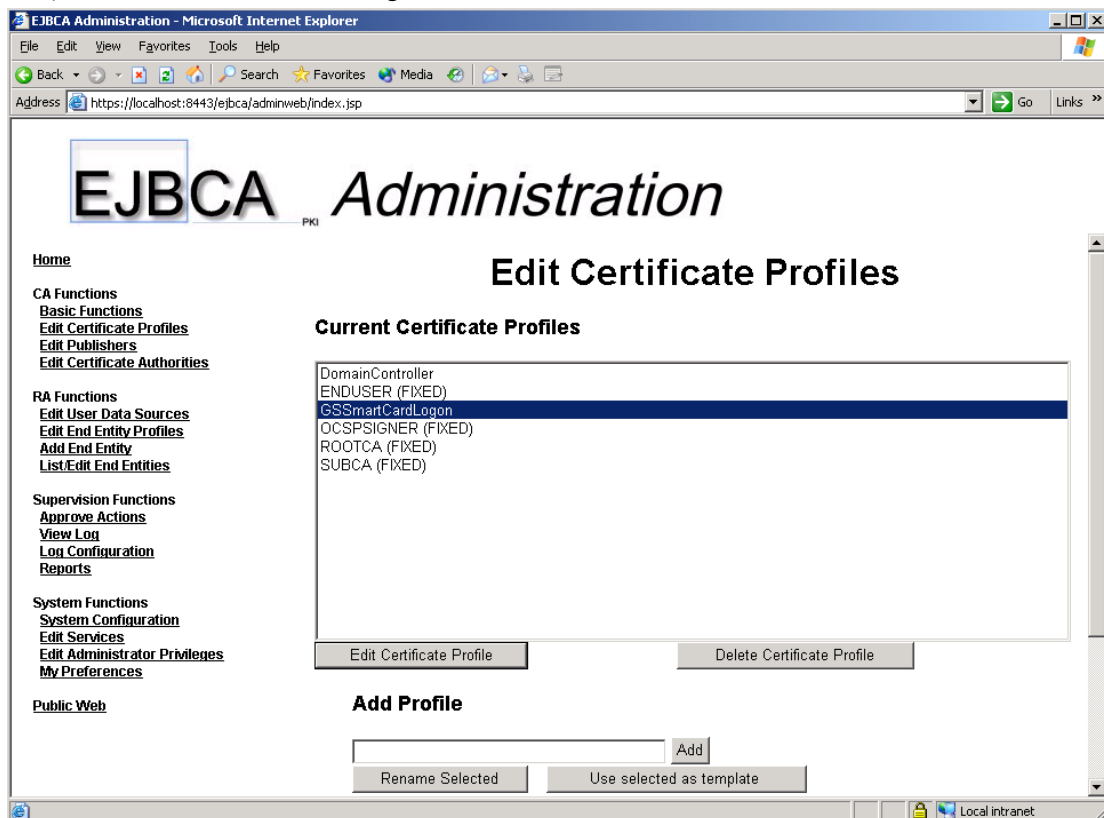 EJBCA Administration - Microsoft Internet Explorer
File Edit View Favorites Tools Help
Back Search Favorites Media
Address https://localhost:8443/ejbca/adminweb/index.jsp Go Links »
EJBCA PKI Administration
Home
CA Functions
Basic Functions
Edit Certificate Profiles
Edit Publishers
Edit Certificate Authorities
RA Functions
Edit User Data Sources
Edit End Entity Profiles
Add End Entity
List/Edit End Entities
Supervision Functions
Approve Actions
View Log
Log Configuration
Reports
System Functions
System Configuration
Edit Services
Edit Administrator Privileges
My Preferences
Public Web
Edit Certificate Profiles
Current Certificate Profiles
DomainController
ENDUSER (FIXED)
GSSmartCardLogon
OCSPSIGNER (FIXED)
ROOTCA (FIXED)
SUBCA (FIXED)
Edit Certificate Profile Delete Certificate Profile
Add Profile
Add
Rename Selected Use selected as template
Local intranet